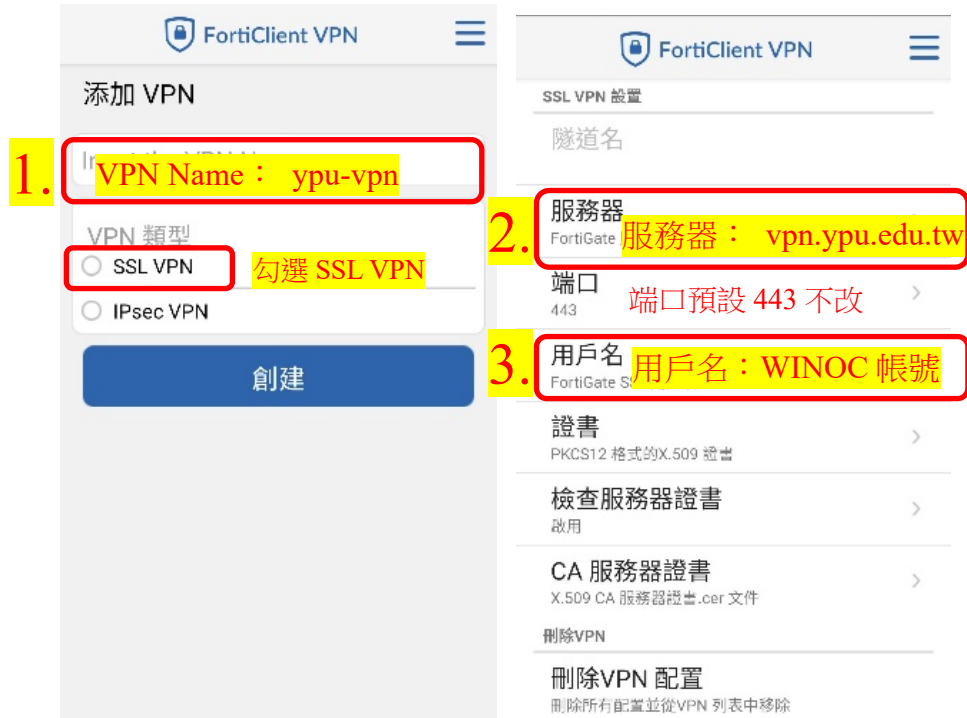 FortiClient VPN
添加 VPN
1.
VPN Name： ypu-vpn
VPN 類型
SSL VPN
勾選 SSL VPN
IPsec VPN
創建
FortiClient VPN
SSL VPN 設置
隧道名
2.
服務器
FortiGate
服務器： vpn.ypu.edu.tw
端口
443
端口預設 443 不改
3.
用戶名
FortiGate
用戶名：WINOC 帳號
證書
PKCS12 格式的X.509 證書
檢查服務器證書
啟用
CA 服務器證書
X.509 CA 服務器證書.cer 文件
刪除VPN
刪除VPN 配置
刪除所有配置並從VPN 列表中移除